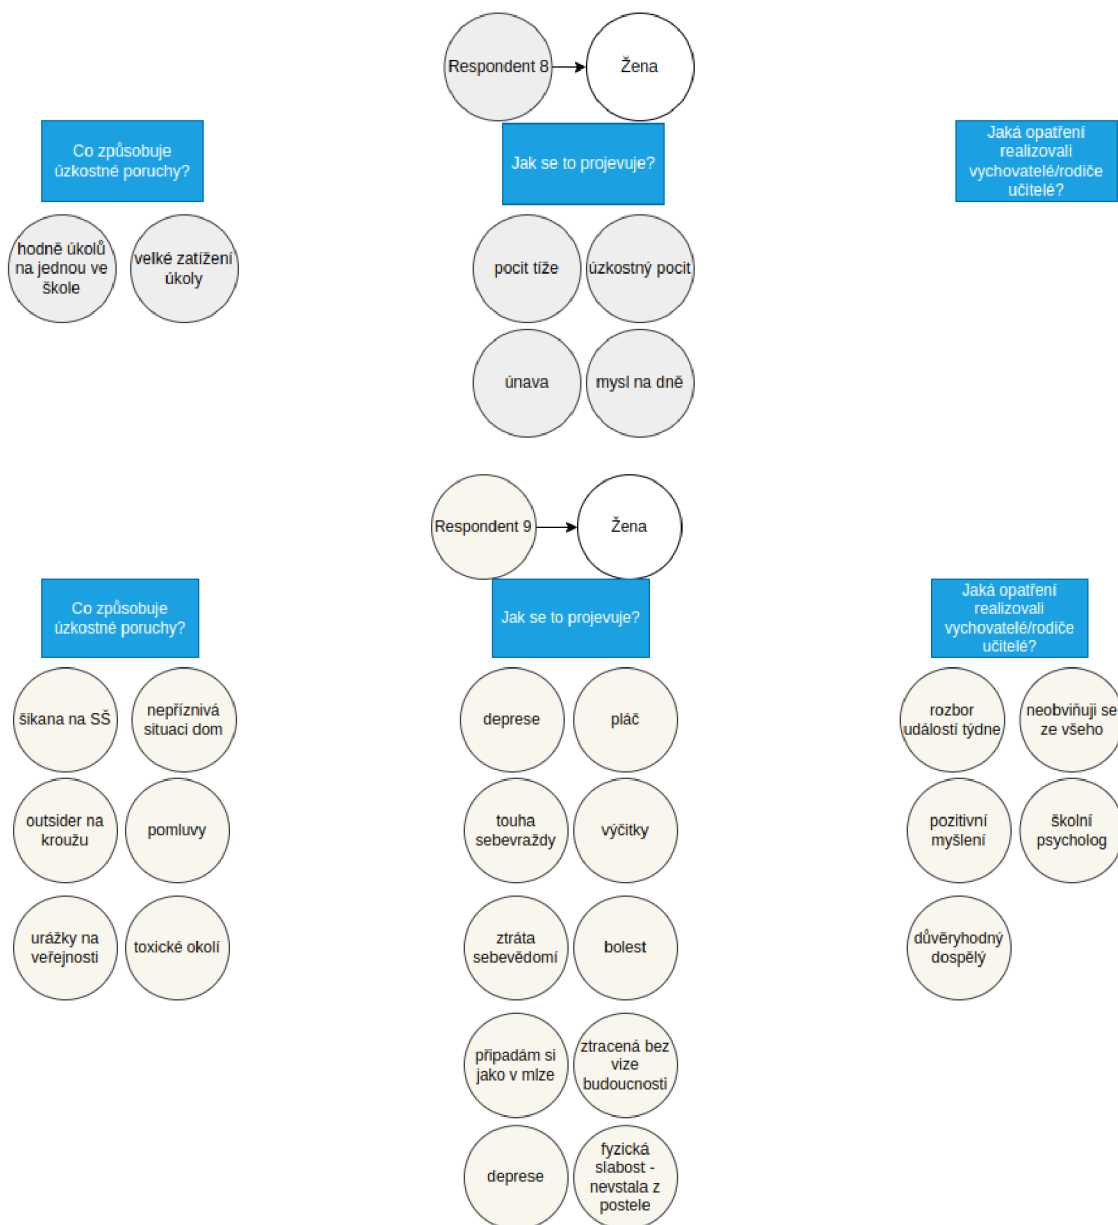 Respondent 8
Žena
Co způsobuje
úzkostné poruchy?
Jak se to projevuje?
Jaká opatření
realizovali
vychovatelé/rodiče
učitelé?
hodně úkolů
na jednou ve
škole
velké zatížení
úkoly
pocit tíže
úzkostný pocit
únava
mysl na dně
Respondent 9
Žena
Co způsobuje
úzkostné poruchy?
Jak se to projevuje?
Jaká opatření
realizovali
vychovatelé/rodiče
učitelé?
šikana na SŠ
nepříznivá
situaci dom
deprese
pláč
rozbor
událostí týdne
neobviňuji se
ze všeho
outsider na
kroužu
pomluvy
touha
sebevraždy
výčitky
pozitivní
myšlení
školní
psycholog
urážky na
veřejnosti
toxické okolí
ztráta
sebevědomí
bolest
důvěryhodný
dospělý
připadám si
jako v mlze
ztracená bez
vize
budoucnosti
deprese
fyzická
slabost -
nevstala z
postele